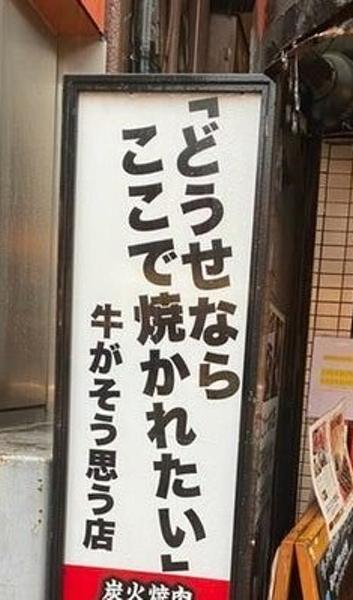 「どうせなら
ここで焼かれたい」
牛がそう思う店
炭火焼肉